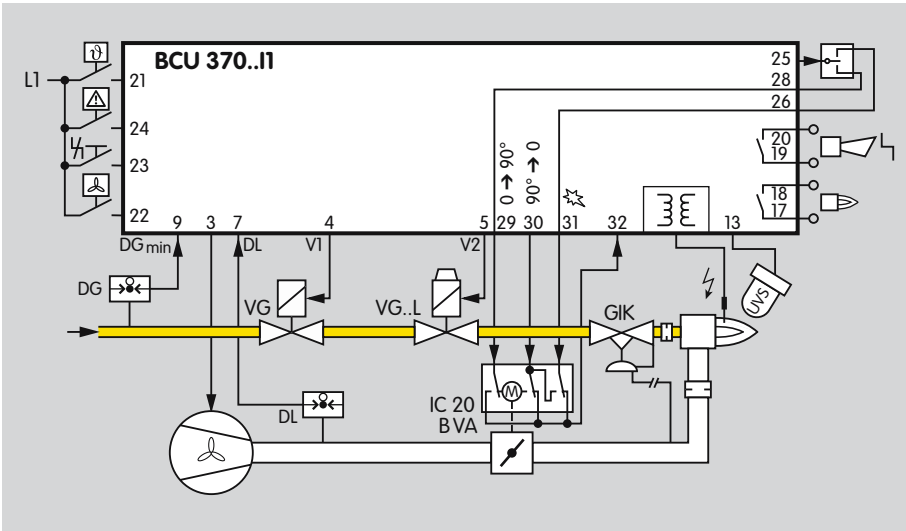 BCU 370..I1
25
28
26
L1
ϑ
21
24
23
22
20
19
18
17
9
3
7
4
5
29
30
31
32
13
0 ➔ 90°
90° ➔ 0
DGmin
DL
V1
V2
DG
VG
VG..L
GIK
UVS
M
IC 20
BVA
DL